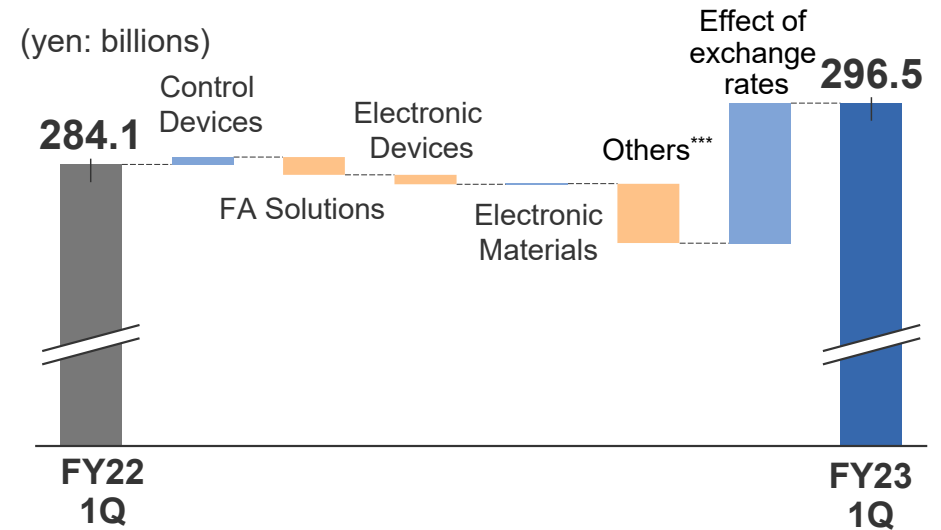 (yen: billions)
284.1
Control
Devices
FA Solutions
Electronic
Devices
Electronic
Materials
Others***
Effect of
exchange
rates
296.5
FY22
1Q
FY23
1Q